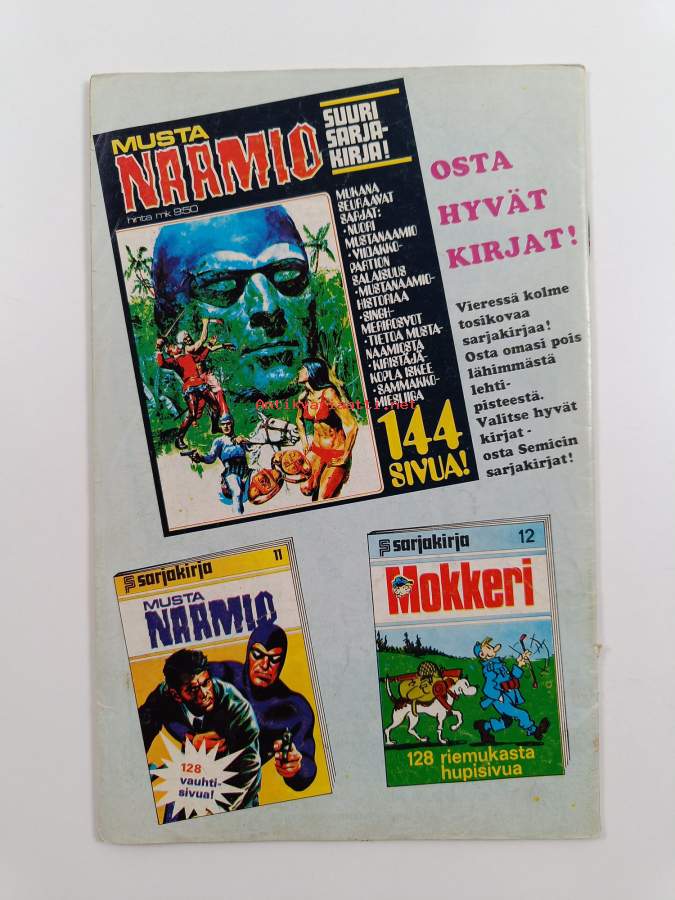 MUSTA
NAAMIO
hinta mk 9:50
SUURI
SARJA-
KIRJA!
MUKANA
SEURAAVAT
SARJAT:
•NUORI
MUSTANAAMIO
•VIIDAKKO-
PARTION
SALAISUUS
•MUSTANAAMIO-
HISTORIAA
•SINGH-
MERIROSVOT
•TIETOA MUSTA-
NAAMIOSTA
•KIRISTÄJÄ-
KOPLA ISKEE
•SAMMAKKO-
MIESLIIGA
144
SIVUA!
OSTA
HYVÄT
KIRJAT!
Vieressä kolme
tosikovaa
sarjakirjaa!
Osta omasi pois
lähimmästä
lehti-
pisteestä.
Valitse hyvät
kirjat -
osta Semicin
sarjakirjat!
Antikvariaatti.net
sarjakirja 11
MUSTA
NAAMIO
128
vauhti-
sivua!
sarjakirja 12
Mokkeri
128 riemukasta
hupisivua